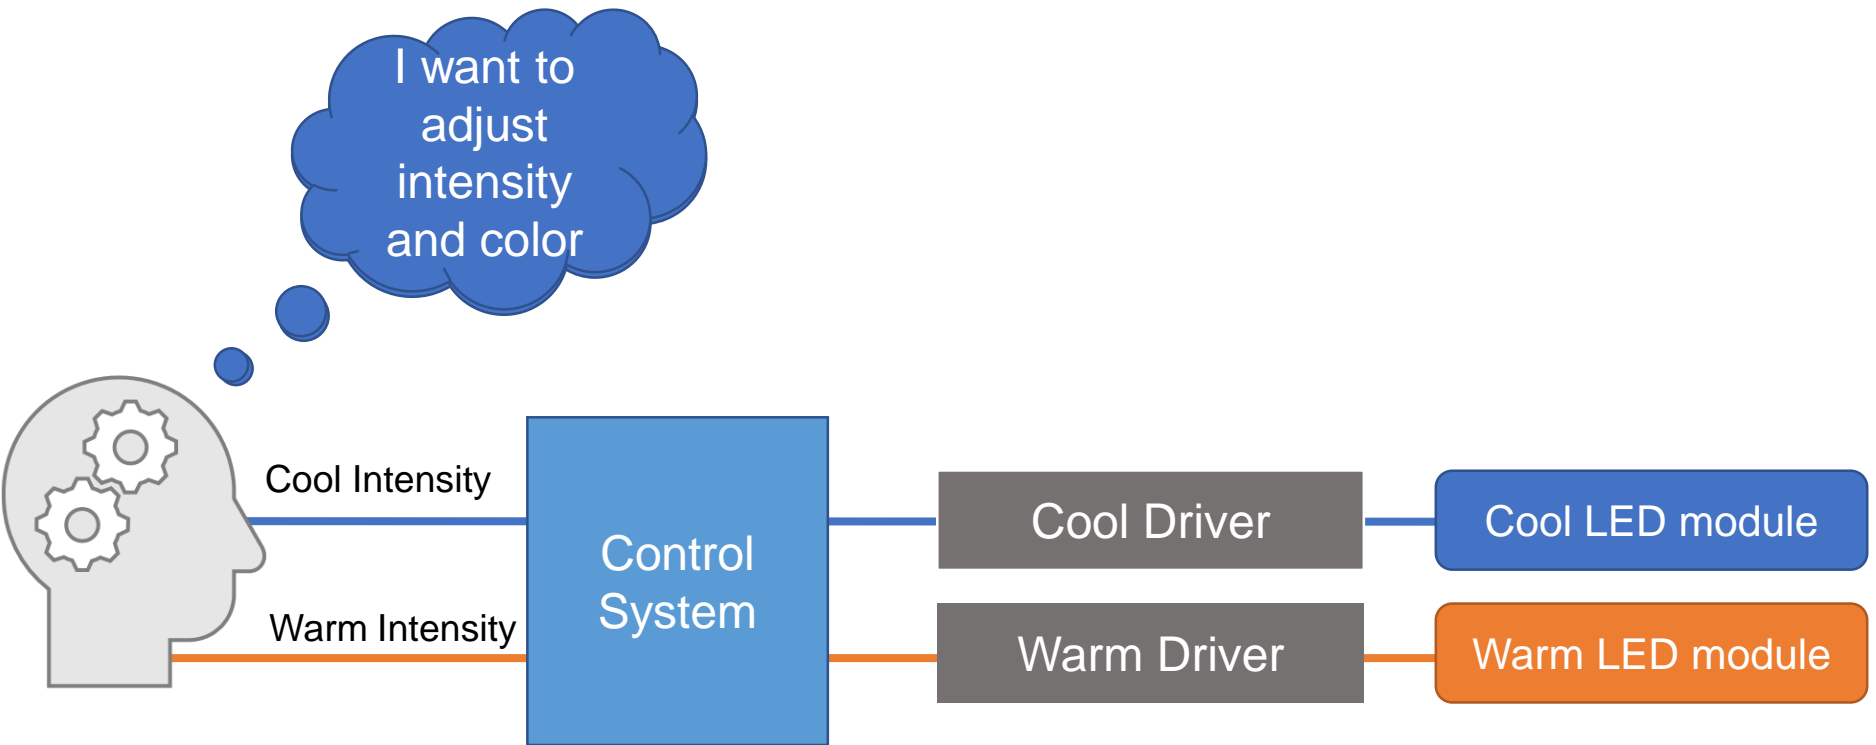 I want to
adjust
intensity
and color
Cool Intensity
Warm Intensity
Control
System
Cool Driver
Cool LED module
Warm Driver
Warm LED module